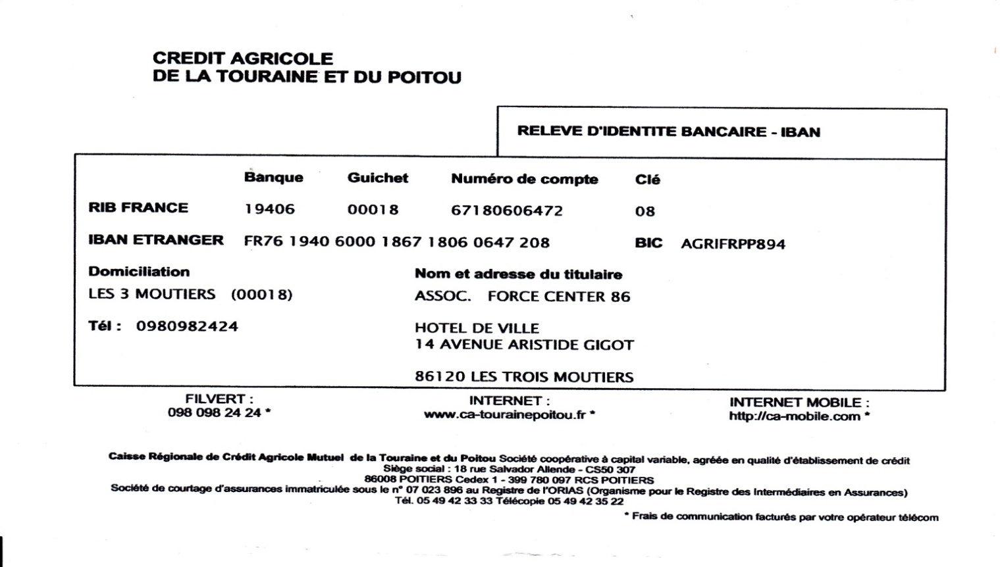 CREDIT AGRICOLE
DE LA TOURAINE ET DU POITOU
RELEVE D'IDENTITE BANCAIRE - IBAN
Banque Guichet Numéro de compte Clé
RIB FRANCE 19406 00018 67180606472 08
IBAN ETRANGER FR76 1940 6000 1867 1806 0647 208 BIC AGRIFRPP894
Domiciliation
LES 3 MOUTIERS (00018)
Tél : 0980982424
Nom et adresse du titulaire
ASSOC. FORCE CENTER 86
HOTEL DE VILLE
14 AVENUE ARISTIDE GIGOT
86120 LES TROIS MOUTIERS
FILVERT :
098 098 24 24 *
INTERNET :
www.ca-tourainepoitou.fr *
INTERNET MOBILE :
http://ca-mobile.com *
Caisse Régionale de Crédit Agricole Mutuel de la Touraine et du Poitou Société coopérative à capital variable, agréée en qualité d'établissement de crédit
Siège social : 18 rue Salvador Allende - CS50 307
86008 POITIERS Cedex 1 - 399 780 097 RCS POITIERS
Société de courtage d'assurances immatriculée sous le n° 07 023 896 au Registre de l'ORIAS (Organisme pour le Registre des Intermédiaires en Assurances)
Tél. 05 49 42 33 33 Télécopie 05 49 42 35 22
* Frais de communication facturés par votre opérateur télécom